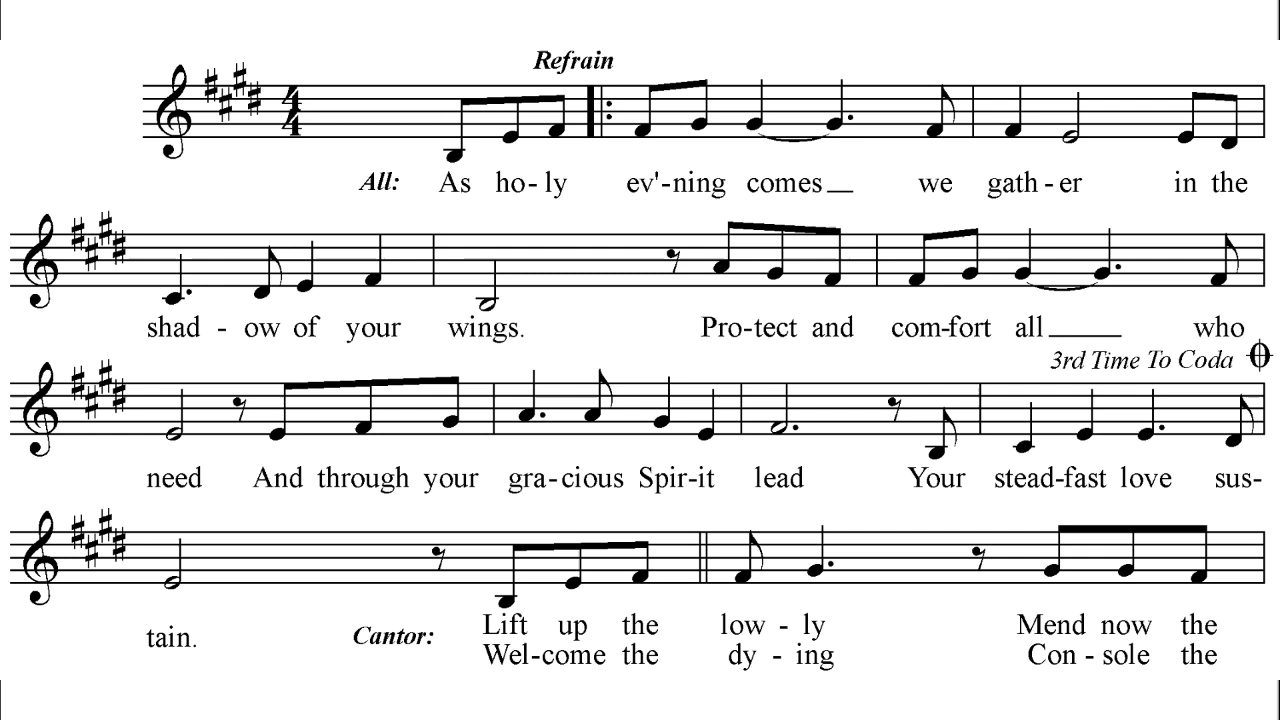 Refrain
All: As ho-ly ev'-ning comes we gath-er in the
shad-ow of your wings. Pro-tect and com-fort all who
3rd Time To Coda
need And through your gra-cious Spir-it lead Your stead-fast love sus-
tain. Cantor: Lift up the low-ly Mend now the
Wel-come the dy-ing Con-sole the